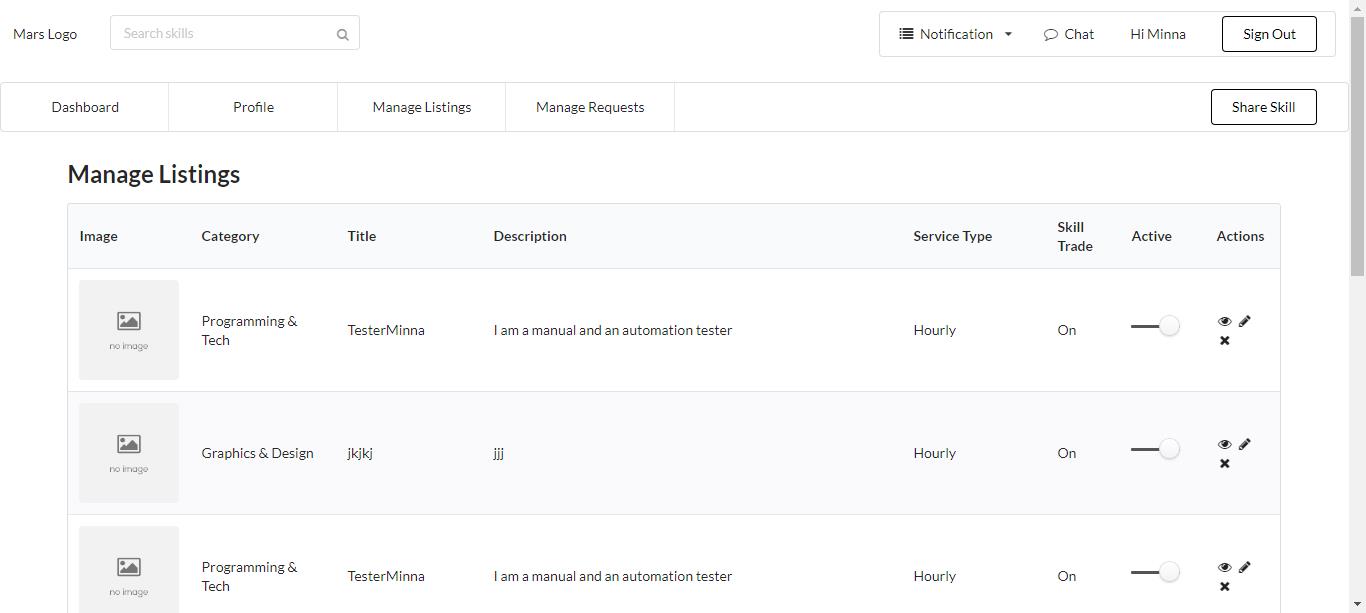 Mars Logo
Search skills
Notification
Chat
Hi Minna
Sign Out
Dashboard
Profile
Manage Listings
Manage Requests
Share Skill
Manage Listings
Image
Category
Title
Description
Service Type
Skill
Trade
Active
Actions
no image
Programming &
Tech
TesterMinna
I am a manual and an automation tester
Hourly
On
no image
Graphics & Design
jkjkj
jjj
Hourly
On
no image
Programming &
Tech
TesterMinna
I am a manual and an automation tester
Hourly
On